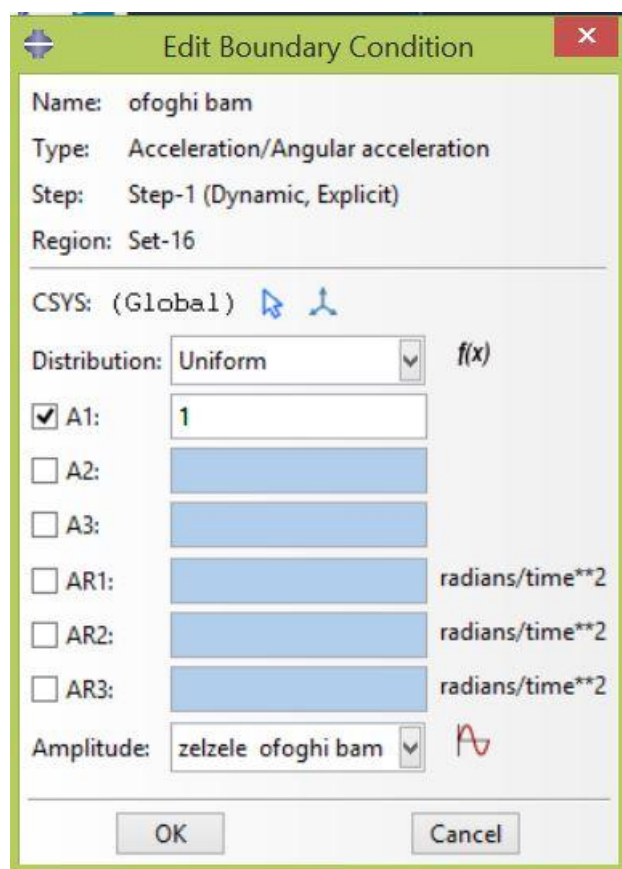 Edit Boundary Condition
Name: ofoghi bam
Type: Acceleration/Angular acceleration
Step: Step-1 (Dynamic, Explicit)
Region: Set-16
CSYS: (Global)
Distribution: Uniform f(x)
A1: 1
A2:
A3:
AR1: radians/time**2
AR2: radians/time**2
AR3: radians/time**2
Amplitude: zelzele ofoghi bam
OK Cancel